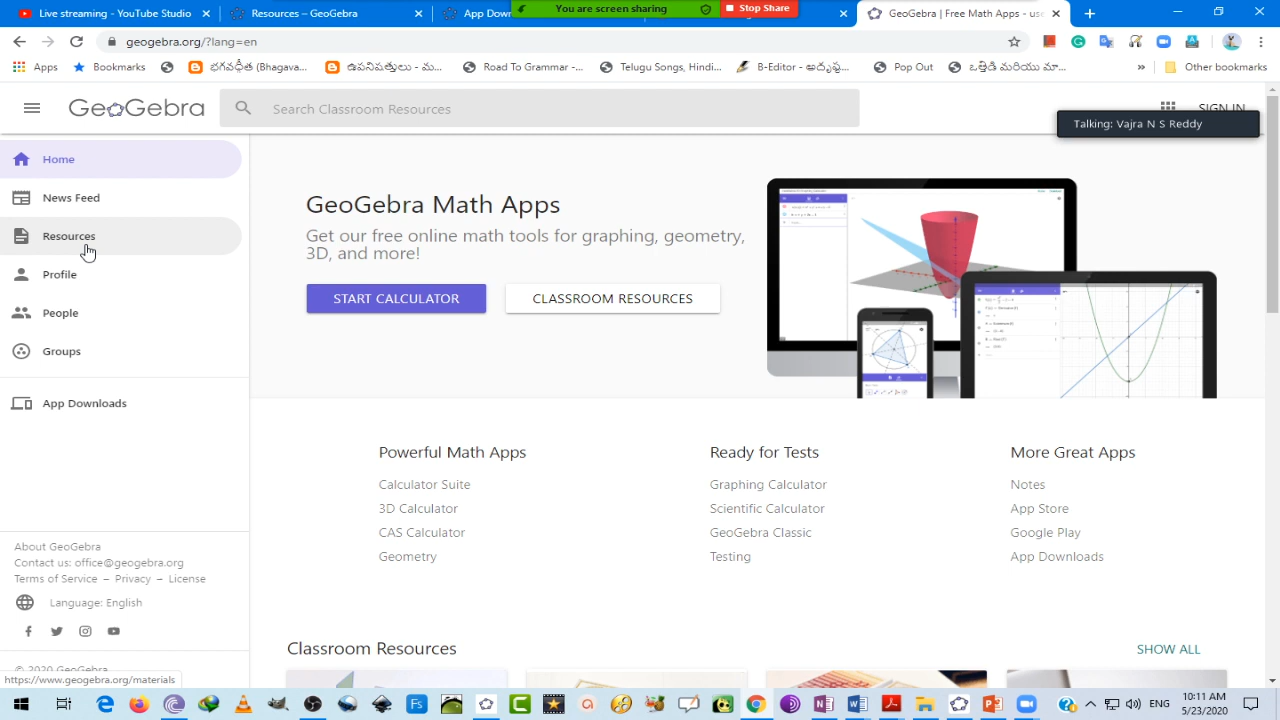 Live streaming - YouTube Studio
Resources – GeoGebra
App Dow
You are screen sharing
Stop Share
GeoGebra | Free Math Apps - use
geogebra.org/?lang=en
Apps
Bookmarks
భగవద్గీత (Bhagava...
ఉపనిషత్తులు - మ...
Road To Grammar -...
Telugu Songs, Hindi...
B-Editor - అద్భుఫ...
Pop Out
ఒత్తిడి మరియు మా...
Other bookmarks
GeoGebra
Search Classroom Resources
SIGN IN
Talking: Vajra N S Reddy
Home
News Feed
Resources
Profile
People
Groups
App Downloads
GeoGebra Math Apps
Get our free online math tools for graphing, geometry,
3D, and more!
START CALCULATOR
CLASSROOM RESOURCES
Powerful Math Apps
Calculator Suite
3D Calculator
CAS Calculator
Geometry
Ready for Tests
Graphing Calculator
Scientific Calculator
GeoGebra Classic
Testing
More Great Apps
Notes
App Store
Google Play
App Downloads
About GeoGebra
Contact us: office@geogebra.org
Terms of Service – Privacy – License
Language: English
© 2020 GeoGebra
Classroom Resources
SHOW ALL
https://www.geogebra.org/materials
ENG
10:11 AM
5/23/2020